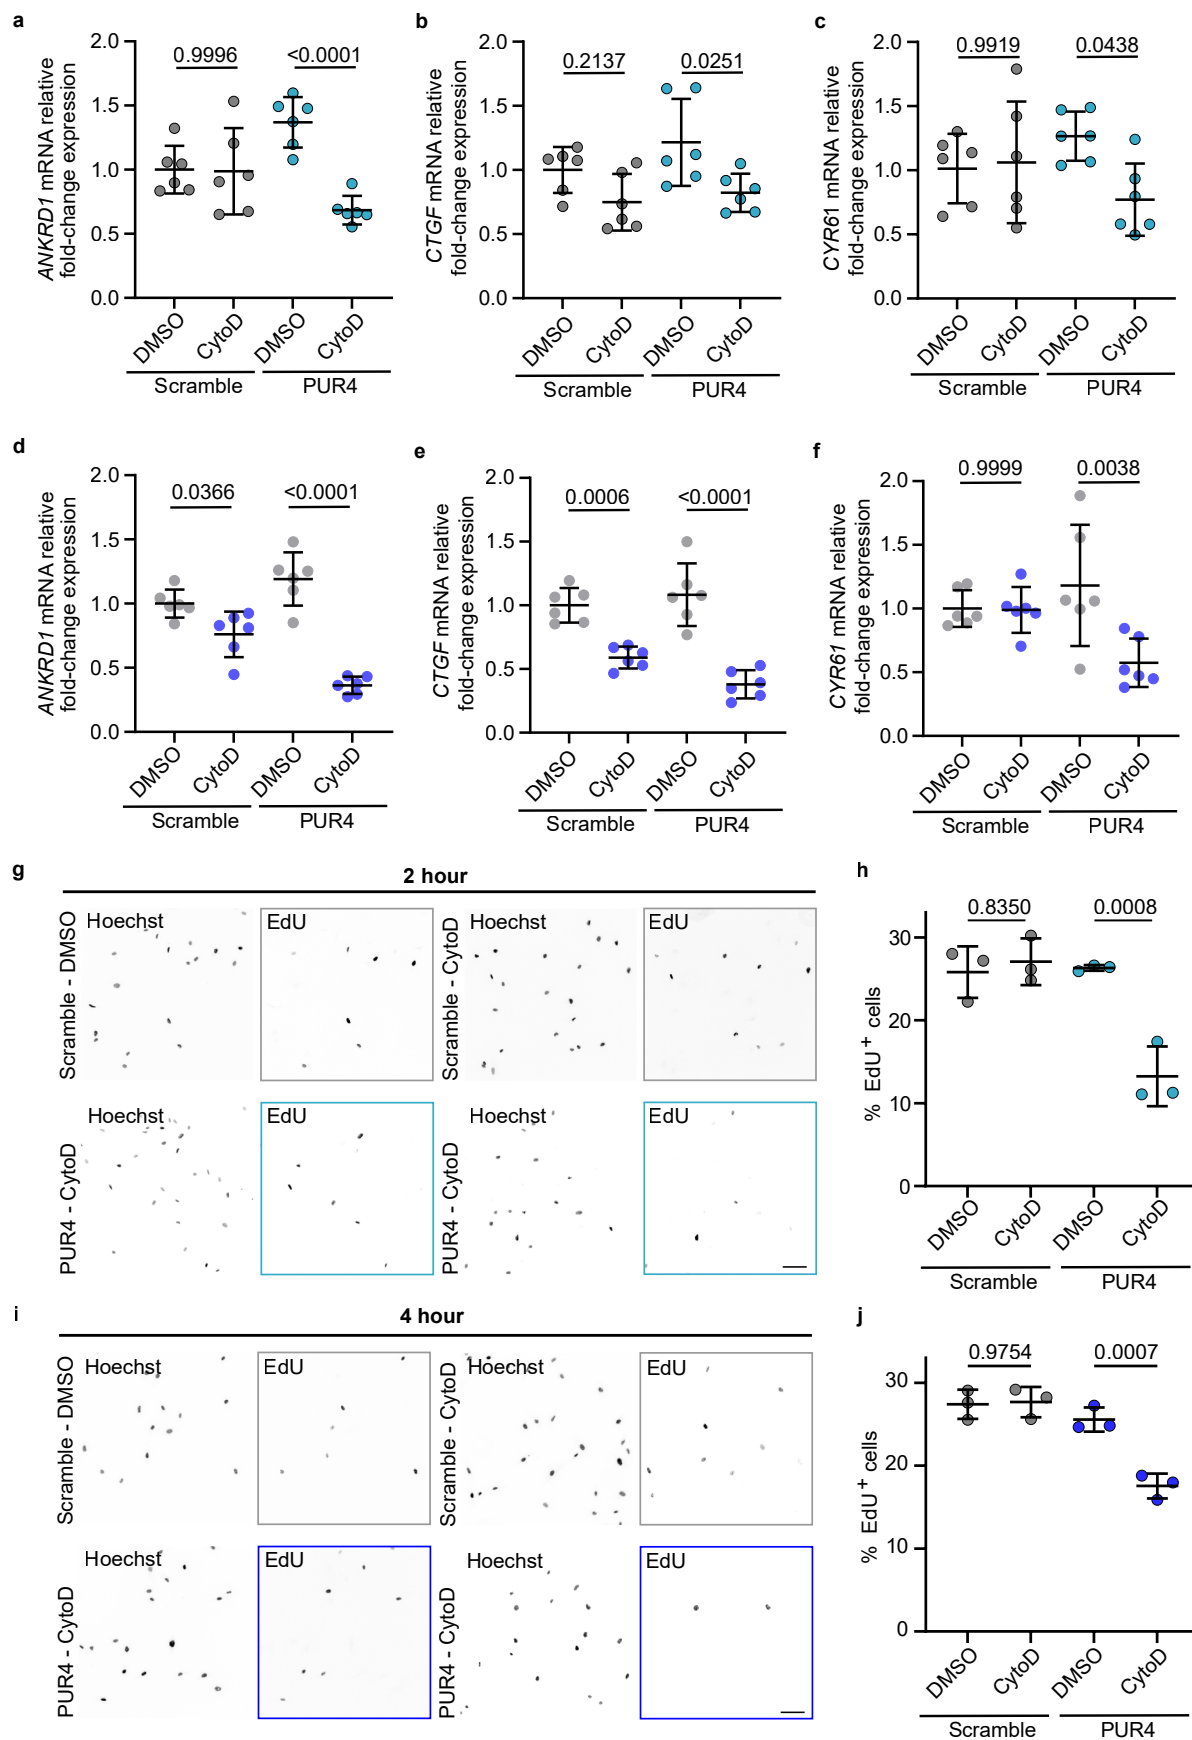 a
ANKRD1 mRNA relative
fold-change expression
2.0
1.5
1.0
0.5
0.0
0.9996
<0.0001
DMSO
CytoD
DMSO
CytoD
Scramble
PUR4
b
CTGF mRNA relative
fold-change expression
2.0
1.5
1.0
0.5
0.0
0.2137
0.0251
DMSO
CytoD
DMSO
CytoD
Scramble
PUR4
c
CYR61 mRNA relative
fold-change expression
2.0
1.5
1.0
0.5
0.0
0.9919
0.0438
DMSO
CytoD
DMSO
CytoD
Scramble
PUR4
d
ANKRD1 mRNA relative
fold-change expression
2.0
1.5
1.0
0.5
0.0
0.0366
<0.0001
DMSO
CytoD
DMSO
CytoD
Scramble
PUR4
e
CTGF mRNA relative
fold-change expression
2.0
1.5
1.0
0.5
0.0
0.0006
<0.0001
DMSO
CytoD
DMSO
CytoD
Scramble
PUR4
f
CYR61 mRNA relative
fold-change expression
2.0
1.5
1.0
0.5
0.0
0.9999
0.0038
DMSO
CytoD
DMSO
CytoD
Scramble
PUR4
g
2 hour
Scramble - DMSO
Hoechst
EdU
Scramble - CytoD
Hoechst
EdU
PUR4 - CytoD
Hoechst
EdU
PUR4 - CytoD
Hoechst
EdU
h
% EdU+ cells
30
20
10
0
0.8350
0.0008
DMSO
CytoD
DMSO
CytoD
Scramble
PUR4
i
4 hour
Scramble - DMSO
Hoechst
EdU
Scramble - CytoD
Hoechst
EdU
PUR4 - CytoD
Hoechst
EdU
PUR4 - CytoD
Hoechst
EdU
j
% EdU+ cells
30
20
10
0
0.9754
0.0007
DMSO
CytoD
DMSO
CytoD
Scramble
PUR4